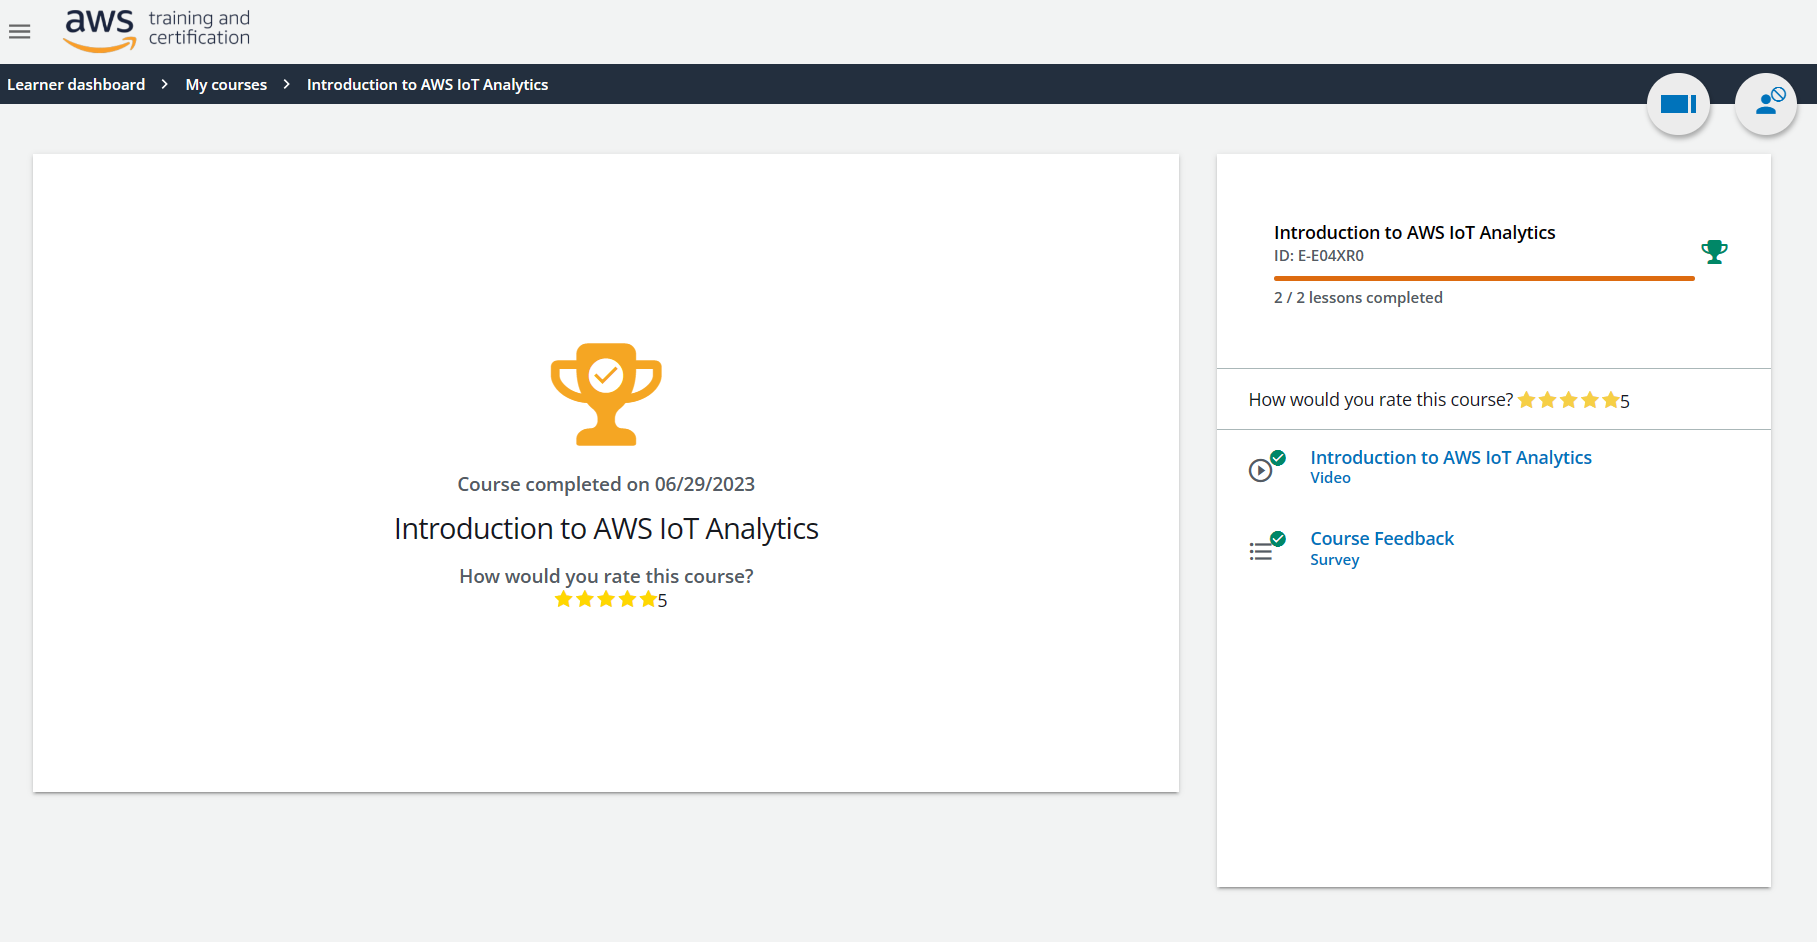 aws training and
certification
Learner dashboard > My courses > Introduction to AWS IoT Analytics
Course completed on 06/29/2023
Introduction to AWS IoT Analytics
How would you rate this course?
5
Introduction to AWS IoT Analytics
ID: E-E04XR0
2 / 2 lessons completed
How would you rate this course? 5
Introduction to AWS IoT Analytics
Video
Course Feedback
Survey